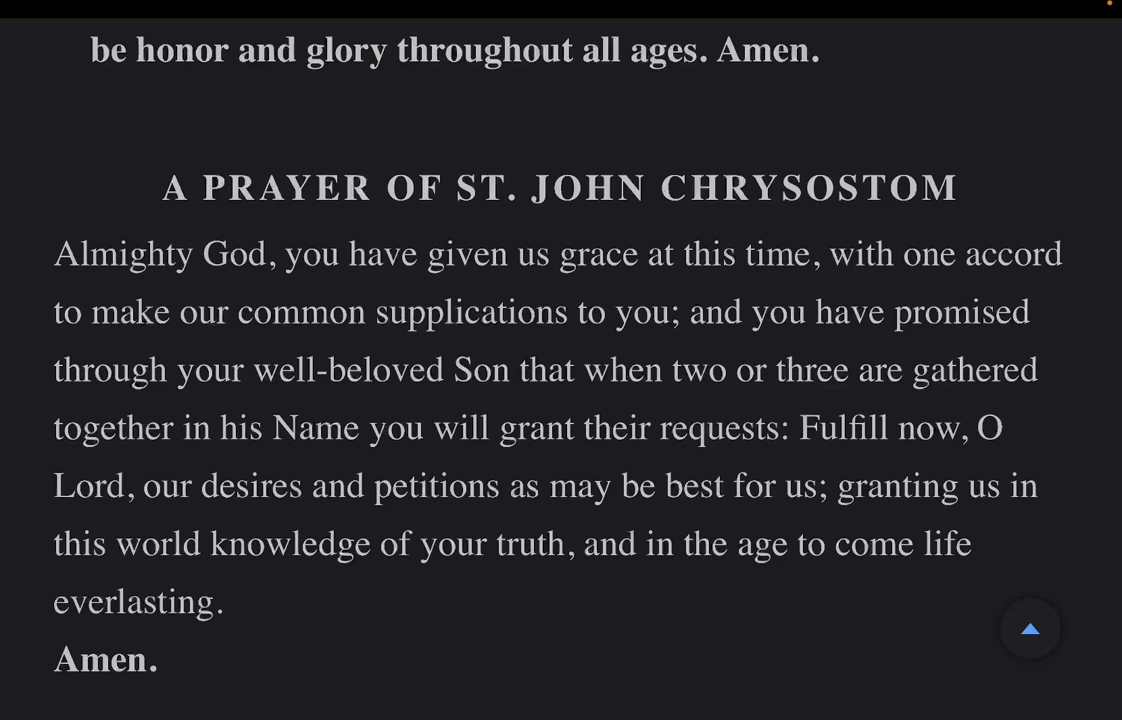 be honor and glory throughout all ages. Amen.
A PRAYER OF ST. JOHN CHRYSOSTOM
Almighty God, you have given us grace at this time, with one accord
to make our common supplications to you; and you have promised
through your well-beloved Son that when two or three are gathered
together in his Name you will grant their requests: Fulfill now, O
Lord, our desires and petitions as may be best for us; granting us in
this world knowledge of your truth, and in the age to come life
everlasting.
Amen.